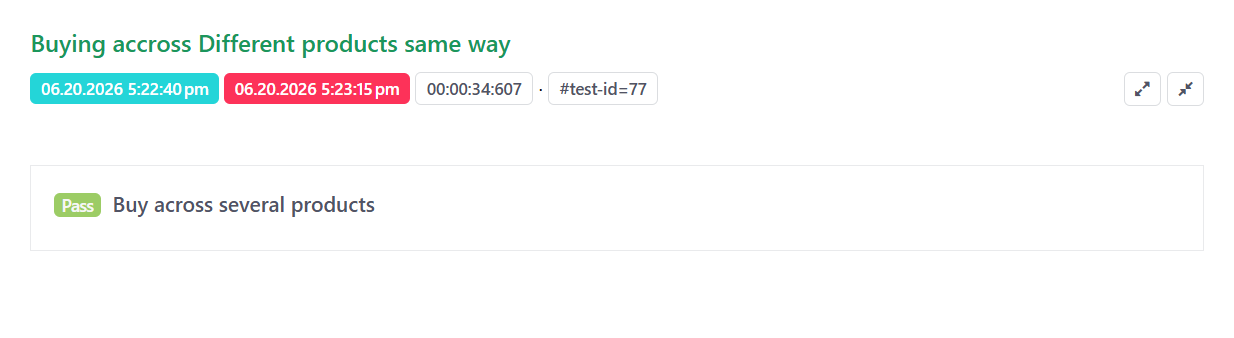 Buying accross Different products same way
06.20.2026 5:22:40 pm 06.20.2026 5:23:15 pm 00:00:34:607 · #test-id=77
Pass Buy across several products